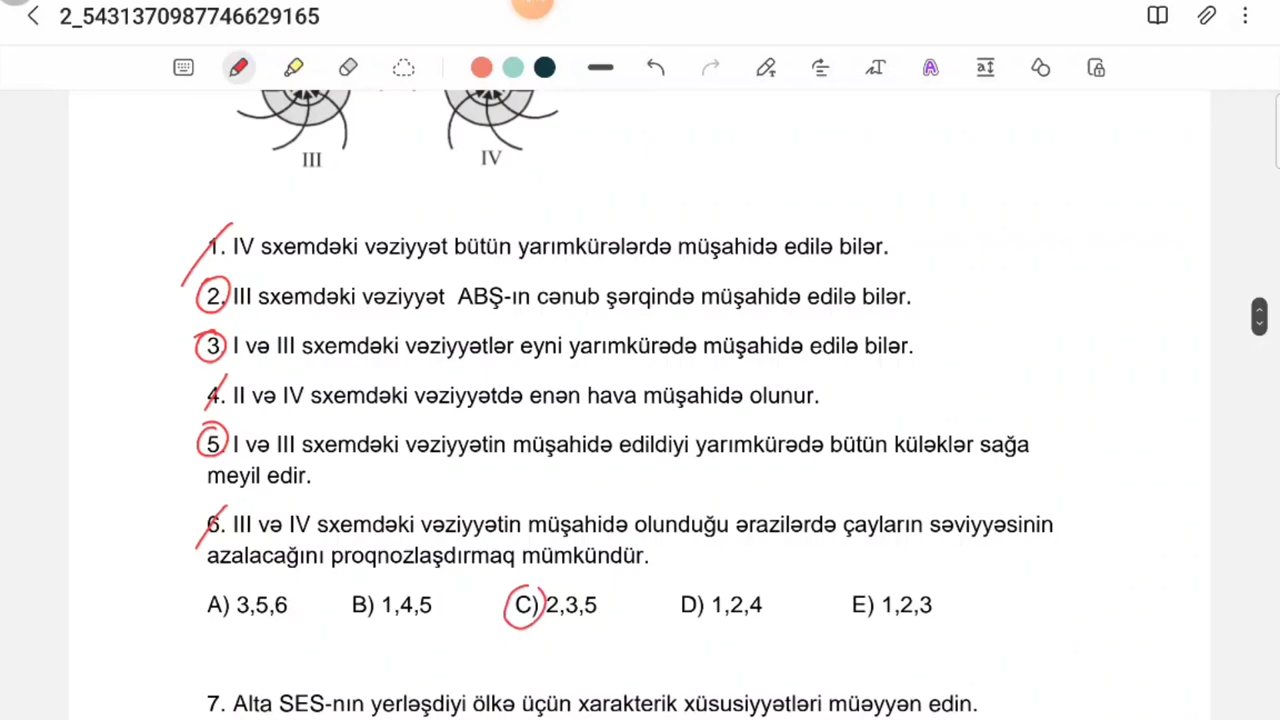 2_5431370987746629165
III
IV
1. IV sxemdəki vəziyyət bütün yarımkürələrdə müşahidə edilə bilər.
2. III sxemdəki vəziyyət ABŞ-ın cənub şərqində müşahidə edilə bilər.
3. I və III sxemdəki vəziyyətlər eyni yarımkürədə müşahidə edilə bilər.
4. II və IV sxemdəki vəziyyətdə enən hava müşahidə olunur.
5. I və III sxemdəki vəziyyətin müşahidə edildiyi yarımkürədə bütün küləklər sağa
meyil edir.
6. III və IV sxemdəki vəziyyətin müşahidə olunduğu ərazilərdə çayların səviyyəsinin
azalacağını proqnozlaşdırmaq mümkündür.
A) 3,5,6 B) 1,4,5 C) 2,3,5 D) 1,2,4 E) 1,2,3
7. Alta SES-nın yerləşdiyi ölkə üçün xarakterik xüsusiyyətləri müəyyən edin.